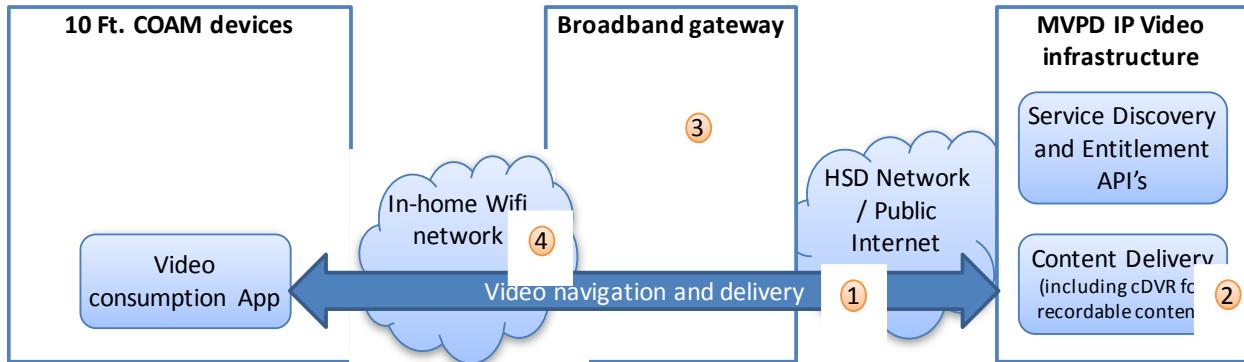 10 Ft. COAM devices
Broadband gateway
MVPD IP Video
infrastructure
3
Service Discovery
and Entitlement
API's
In-home Wifi
network
4
HSD Network
/ Public
Internet
Video
consumption App
Video navigation and delivery
1
Content Delivery
(including cDVR fo
recordable conten
2